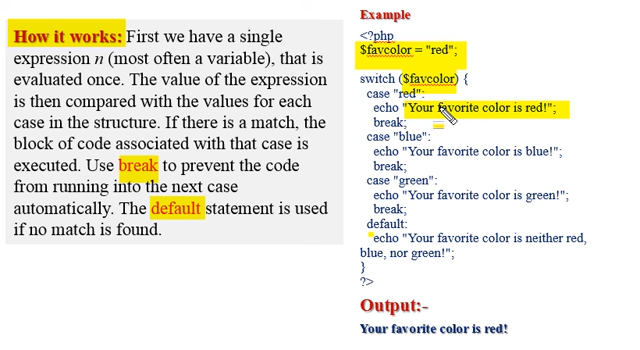 How it works: First we have a single
expression n (most often a variable), that is
evaluated once. The value of the expression
is then compared with the values for each
case in the structure. If there is a match, the
block of code associated with that case is
executed. Use break to prevent the code
from running into the next case
automatically. The default statement is used
if no match is found.
Example
<?php
$favcolor = "red";
switch ($favcolor) {
case "red":
echo "Your favorite color is red!";
break;
case "blue":
echo "Your favorite color is blue!";
break;
case "green":
echo "Your favorite color is green!";
break;
default:
echo "Your favorite color is neither red,
blue, nor green!";
}
?>
Output:-
Your favorite color is red!